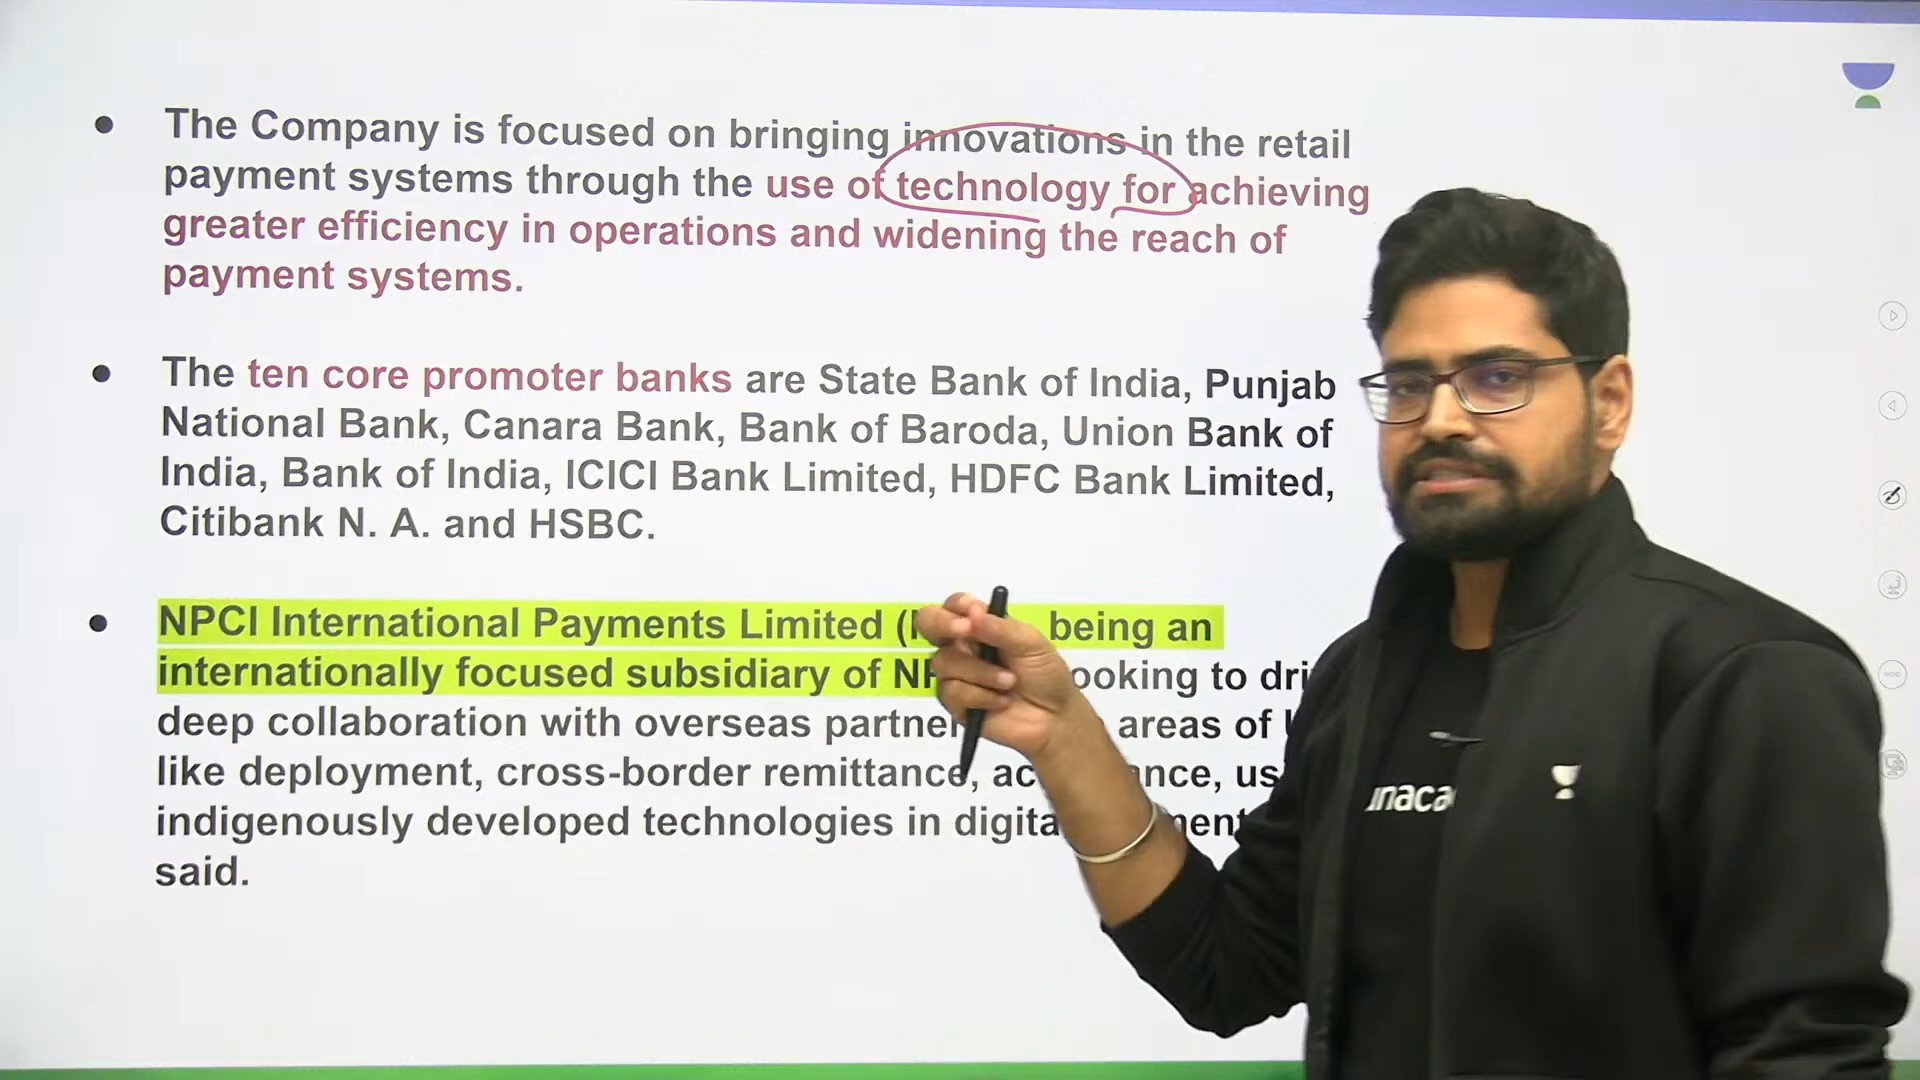 The Company is focused on bringing innovations in the retail
payment systems through the use of technology for achieving
greater efficiency in operations and widening the reach of
payment systems.
The ten core promoter banks are State Bank of India, Punjab
National Bank, Canara Bank, Bank of Baroda, Union Bank of
India, Bank of India, ICICI Bank Limited, HDFC Bank Limited,
Citibank N. A. and HSBC.
NPCI International Payments Limited ( being an
internationally focused subsidiary of
deep collaboration with overseas areas of
like deployment, cross-border remittance,
indigenously developed technologies in
said.